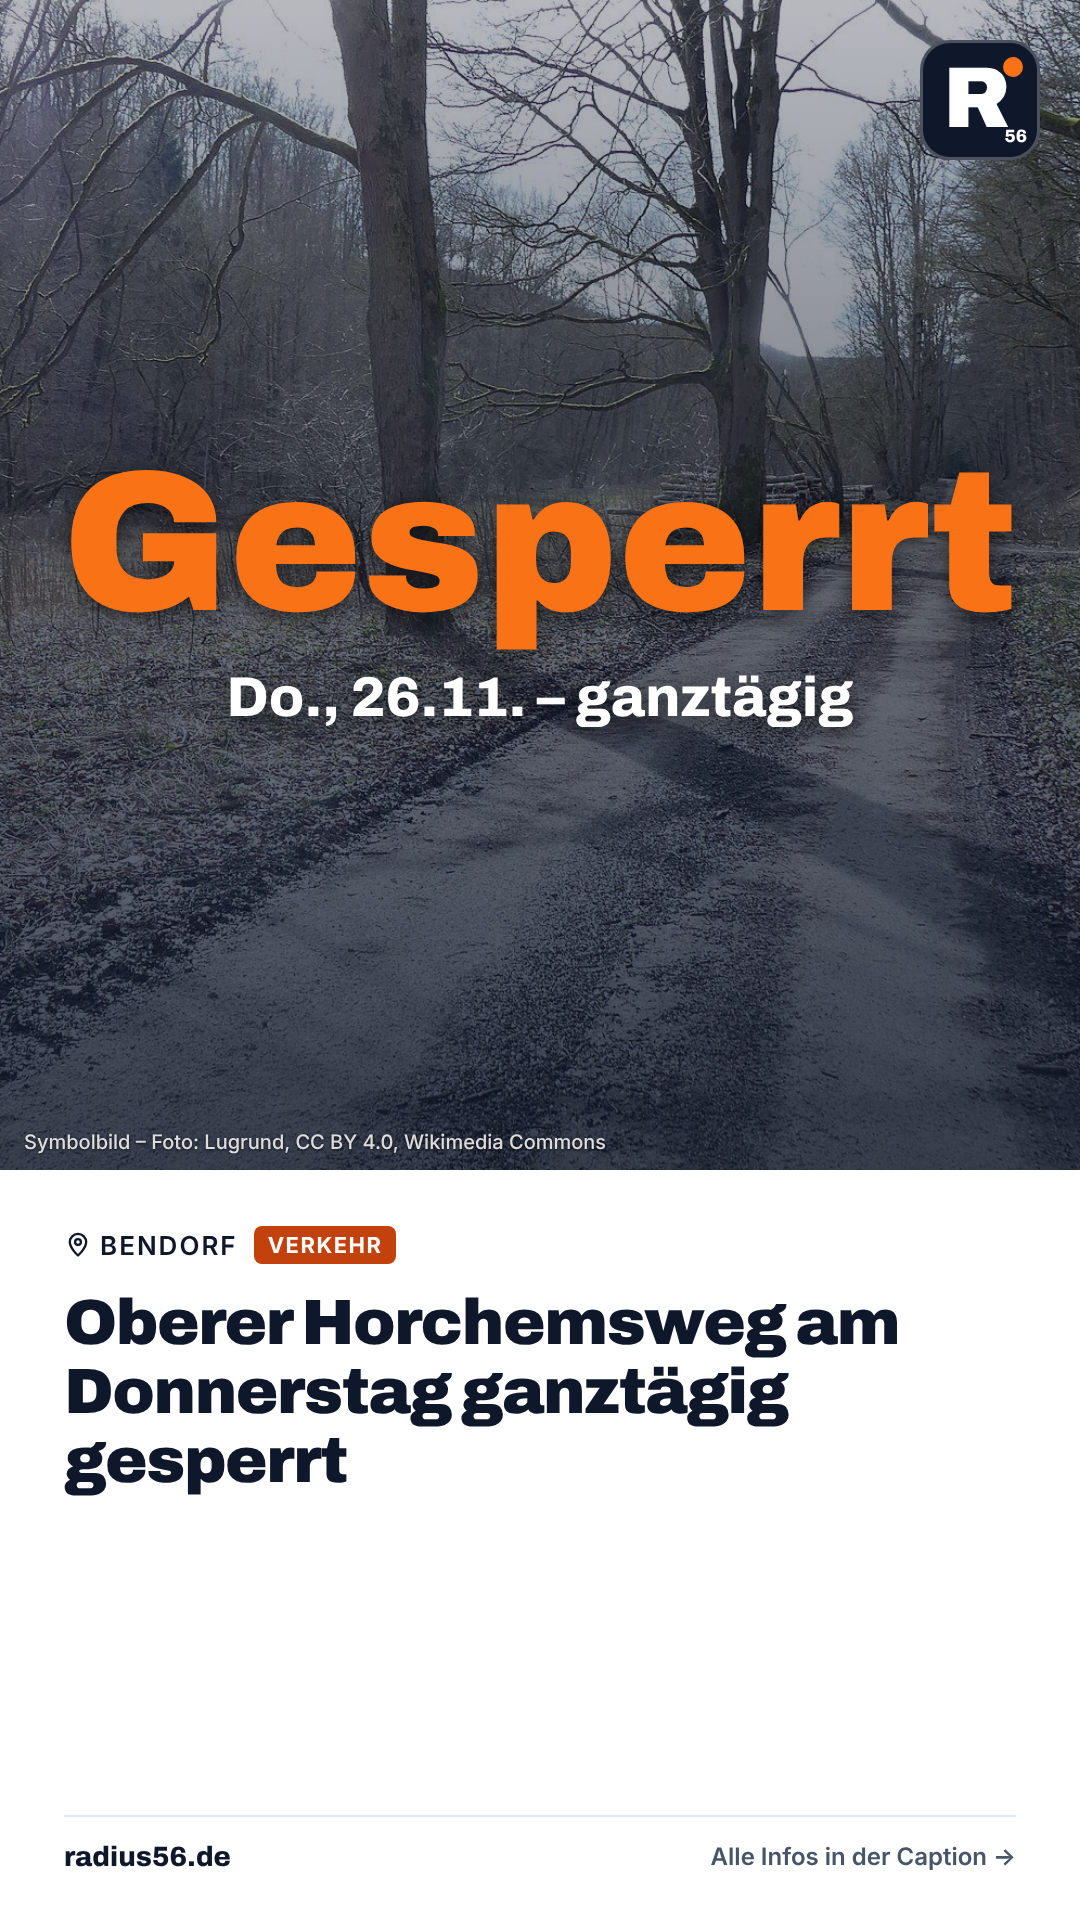 R
56
Gesperrt
Do., 26.11. – ganztägig
Symbolbild – Foto: Lugrund, CC BY 4.0, Wikimedia Commons
BENDORF VERKEHR
Oberer Horchemsweg am
Donnerstag ganztägig
gesperrt
radius56.de Alle Infos in der Caption →